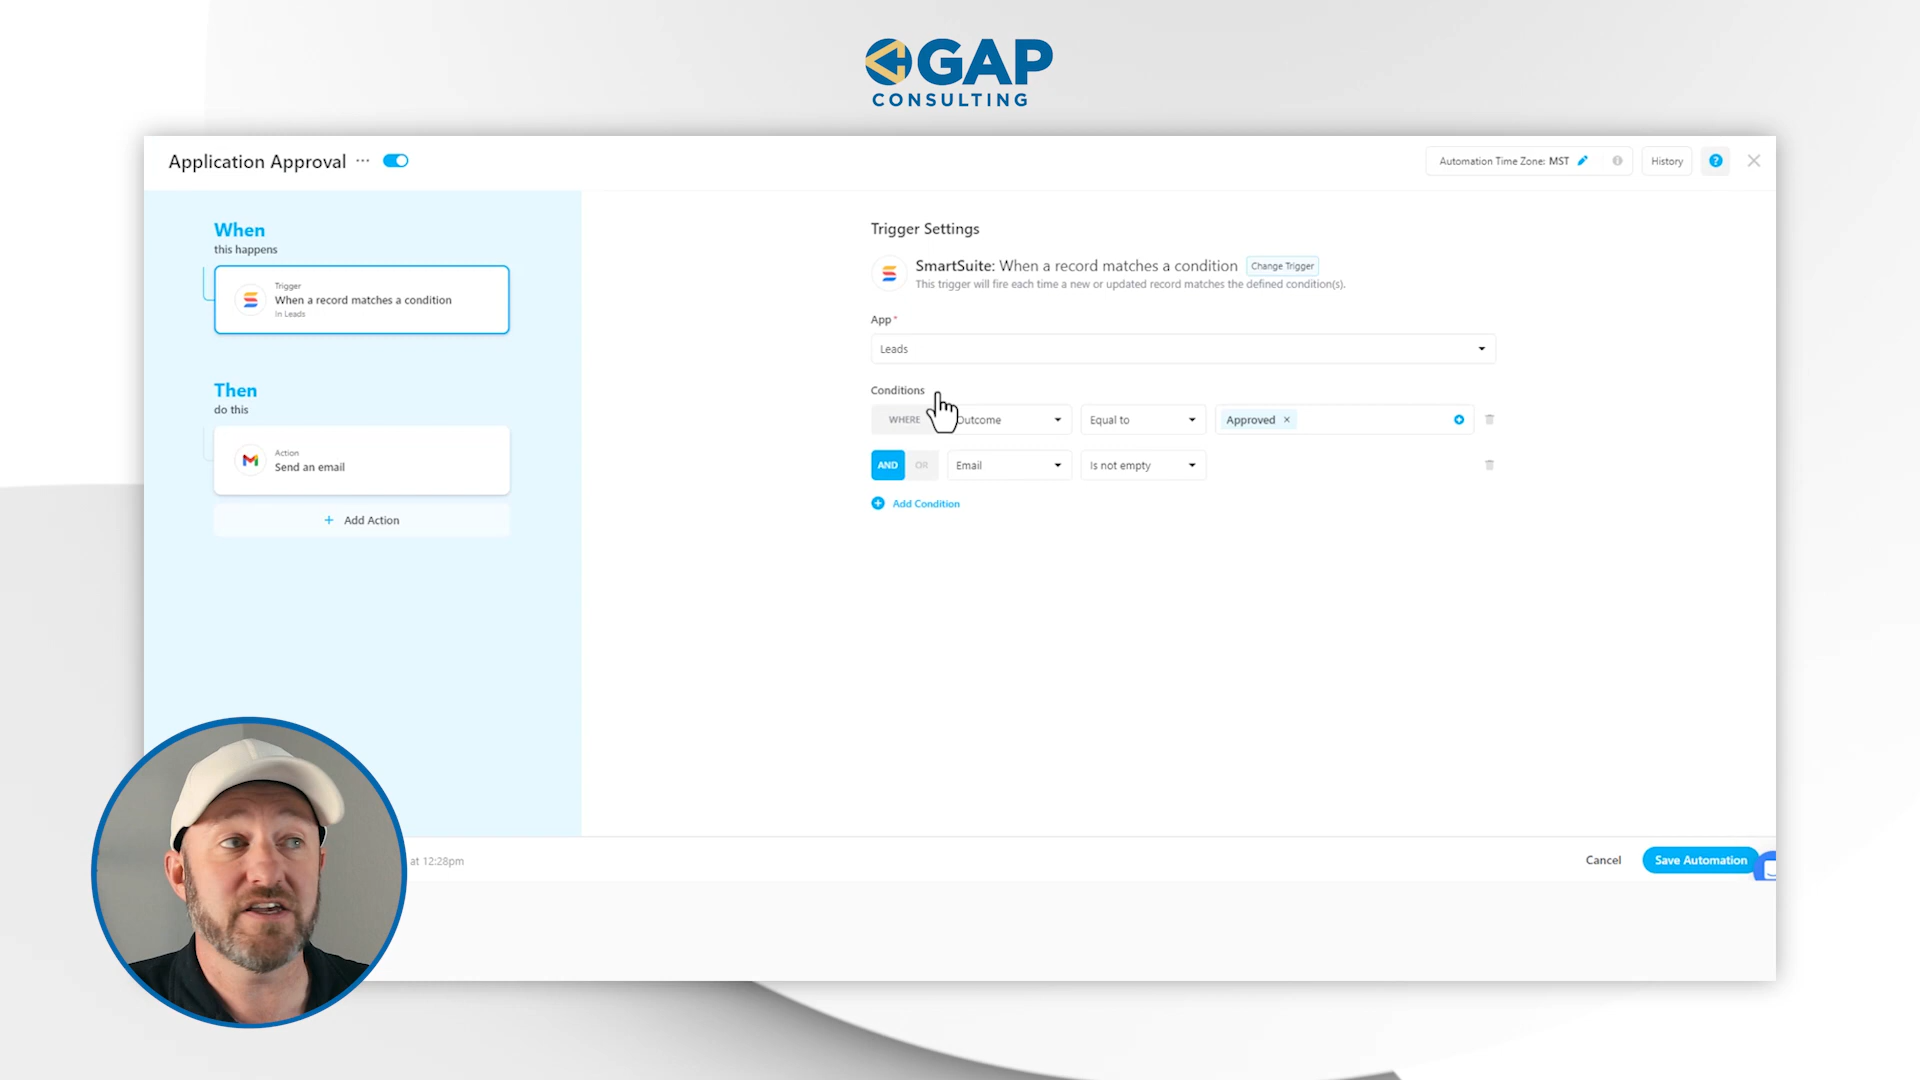 GAP
CONSULTING
Application Approval ...
Automation Time Zone: MST
History
?
When
this happens
Trigger
When a record matches a condition
In Leads
Then
do this
Action
Send an email
+ Add Action
Trigger Settings
SmartSuite: When a record matches a condition
Change Trigger
This trigger will fire each time a new or updated record matches the defined condition(s).
App *
Leads
Conditions
WHERE
Outcome
Equal to
Approved ×
AND
OR
Email
Is not empty
Add Condition
at 12:28pm
Cancel
Save Automation